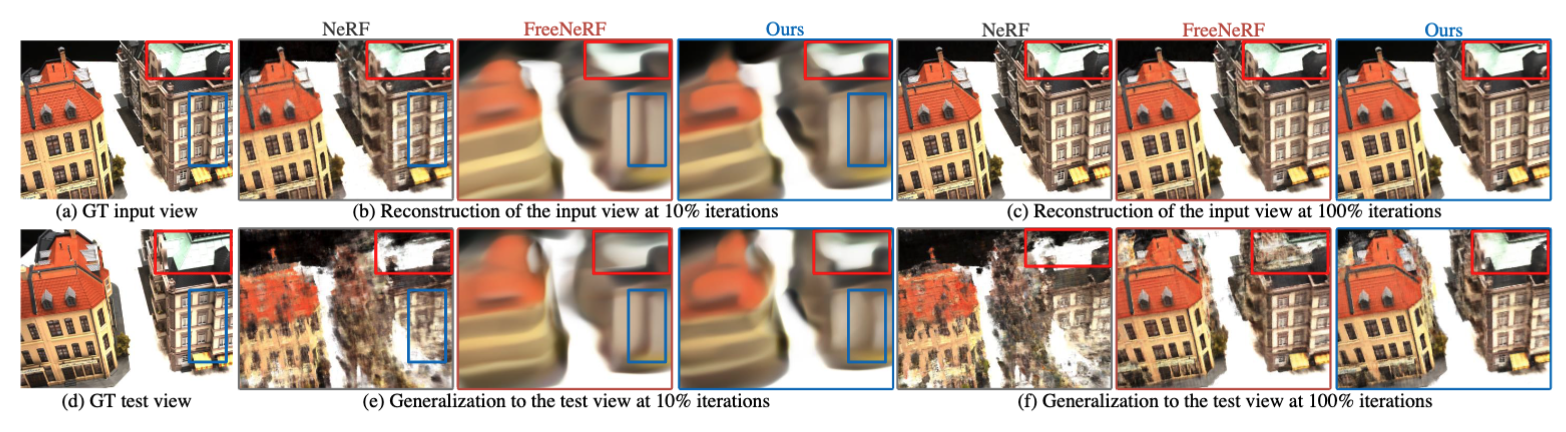 NeRF FreeNeRF Ours NeRF FreeNeRF Ours
(a) GT input view (b) Reconstruction of the input view at 10% iterations (c) Reconstruction of the input view at 100% iterations
(d) GT test view (e) Generalization to the test view at 10% iterations (f) Generalization to the test view at 100% iterations